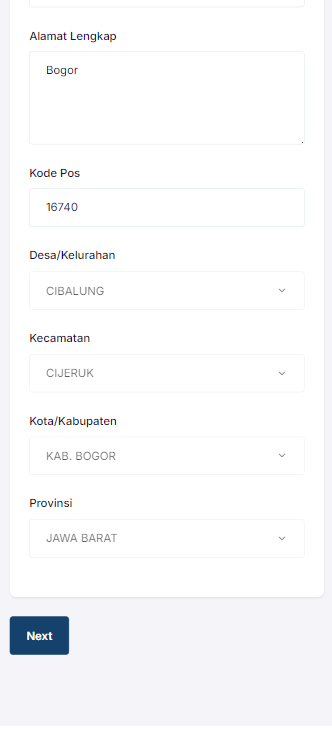 Alamat Lengkap
Bogor
Kode Pos
16740
Desa/Kelurahan
CIBALUNG
Kecamatan
CIJERUK
Kota/Kabupaten
KAB. BOGOR
Provinsi
JAWA BARAT
Next